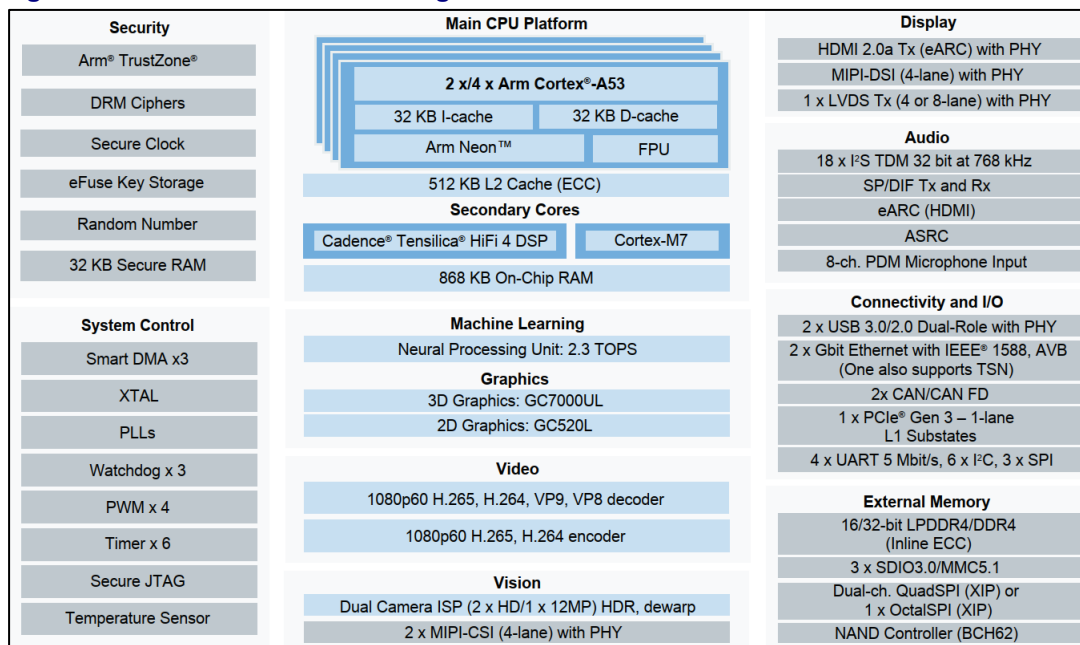 Security
Arm® TrustZone®
DRM Ciphers
Secure Clock
eFuse Key Storage
Random Number
32 KB Secure RAM
System Control
Smart DMA x3
XTAL
PLLs
Watchdog x 3
PWM x 4
Timer x 6
Secure JTAG
Temperature Sensor
Main CPU Platform
2 x/4 x Arm Cortex®-A53
32 KB I-cache
32 KB D-cache
Arm Neon™
FPU
512 KB L2 Cache (ECC)
Secondary Cores
Cadence® Tensilica® HiFi 4 DSP
Cortex-M7
868 KB On-Chip RAM
Machine Learning
Neural Processing Unit: 2.3 TOPS
Graphics
3D Graphics: GC7000UL
2D Graphics: GC520L
Video
1080p60 H.265, H.264, VP9, VP8 decoder
1080p60 H.265, H.264 encoder
Vision
Dual Camera ISP (2 x HD/1 x 12MP) HDR, dewarp
2 x MIPI-CSI (4-lane) with PHY
Display
HDMI 2.0a Tx (eARC) with PHY
MIPI-DSI (4-lane) with PHY
1 x LVDS Tx (4 or 8-lane) with PHY
Audio
18 x I²S TDM 32 bit at 768 kHz
SP/DIF Tx and Rx
eARC (HDMI)
ASRC
8-ch. PDM Microphone Input
Connectivity and I/O
2 x USB 3.0/2.0 Dual-Role with PHY
2 x Gbit Ethernet with IEEE® 1588, AVB
(One also supports TSN)
2x CAN/CAN FD
1 x PCIe® Gen 3 – 1-lane
L1 Substates
4 x UART 5 Mbit/s, 6 x I²C, 3 x SPI
External Memory
16/32-bit LPDDR4/DDR4
(Inline ECC)
3 x SDIO3.0/MMC5.1
Dual-ch. QuadSPI (XIP) or
1 x OctalSPI (XIP)
NAND Controller (BCH62)